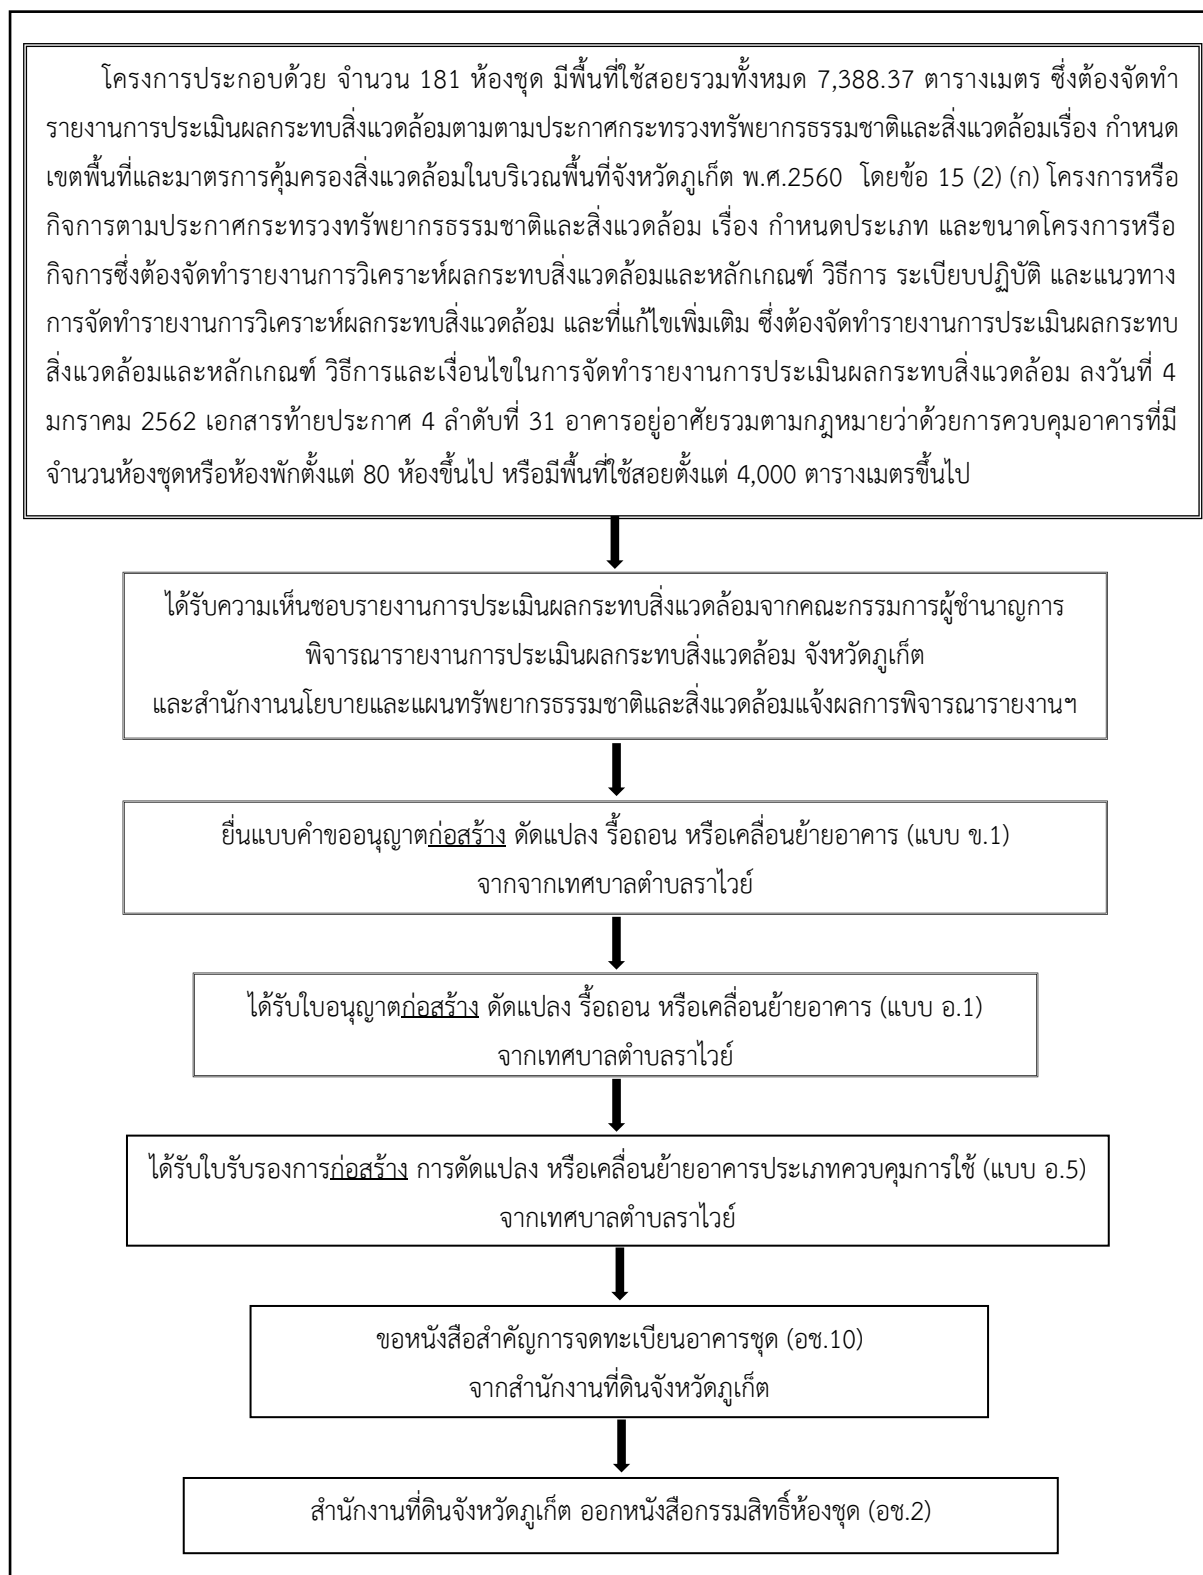 โครงการประกอบด้วย จำนวน 181 ห้องชุด มีพื้นที่ใช้สอยรวมทั้งหมด 7,388.37 ตารางเมตร ซึ่งต้องจัดทำ
รายงานการประเมินผลกระทบสิ่งแวดล้อมตามตามประกาศกระทรวงทรัพยากรธรรมชาติและสิ่งแวดล้อมเรื่อง กำหนด
เขตพื้นที่และมาตรการคุ้มครองสิ่งแวดล้อมในบริเวณพื้นที่จังหวัดภูเก็ต พ.ศ.2560 โดยข้อ 15 (2) (ก) โครงการหรือ
กิจการตามประกาศกระทรวงทรัพยากรธรรมชาติและสิ่งแวดล้อม เรื่อง กำหนดประเภท และขนาดโครงการหรือ
กิจการซึ่งต้องจัดทำรายงานการวิเคราะห์ผลกระทบสิ่งแวดล้อมและหลักเกณฑ์ วิธีการ ระเบียบปฏิบัติ และแนวทาง
การจัดทำรายงานการวิเคราะห์ผลกระทบสิ่งแวดล้อม และที่แก้ไขเพิ่มเติม ซึ่งต้องจัดทำรายงานการประเมินผลกระทบ
สิ่งแวดล้อมและหลักเกณฑ์ วิธีการและเงื่อนไขในการจัดทำรายงานการประเมินผลกระทบสิ่งแวดล้อม ลงวันที่ 4
มกราคม 2562 เอกสารท้ายประกาศ 4 ลำดับที่ 31 อาคารอยู่อาศัยรวมตามกฎหมายว่าด้วยการควบคุมอาคารที่มี
จำนวนห้องชุดหรือห้องพักตั้งแต่ 80 ห้องขึ้นไป หรือมีพื้นที่ใช้สอยตั้งแต่ 4,000 ตารางเมตรขึ้นไป
ได้รับความเห็นชอบรายงานการประเมินผลกระทบสิ่งแวดล้อมจากคณะกรรมการผู้ชำนาญการ
พิจารณารายงานการประเมินผลกระทบสิ่งแวดล้อม จังหวัดภูเก็ต
และสำนักงานนโยบายและแผนทรัพยากรธรรมชาติและสิ่งแวดล้อมแจ้งผลการพิจารณารายงานฯ
ยื่นแบบคำขออนุญาตก่อสร้าง ดัดแปลง รื้อถอน หรือเคลื่อนย้ายอาคาร (แบบ ข.1)
จากจากเทศบาลตำบลราไวย์
ได้รับใบอนุญาตก่อสร้าง ดัดแปลง รื้อถอน หรือเคลื่อนย้ายอาคาร (แบบ อ.1)
จากเทศบาลตำบลราไวย์
ได้รับใบรับรองการก่อสร้าง การดัดแปลง หรือเคลื่อนย้ายอาคารประเภทควบคุมการใช้ (แบบ อ.5)
จากเทศบาลตำบลราไวย์
ขอหนังสือสำคัญการจดทะเบียนอาคารชุด (อช.10)
จากสำนักงานที่ดินจังหวัดภูเก็ต
สำนักงานที่ดินจังหวัดภูเก็ต ออกหนังสือกรรมสิทธิ์ห้องชุด (อช.2)